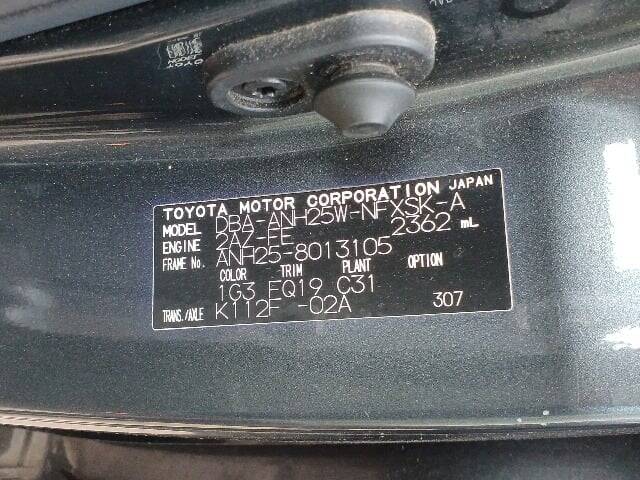 TOYOTA MOTOR CORPORATION JAPAN
MODEL DBA-ANH25W-NFXSK-A
ENGINE 2AZ-FE 2362 mL
FRAME No. ANH25-8013105
COLOR TRIM PLANT OPTION
1G3 FQ19 C31
TRANS./AXLE K112F -02A 307